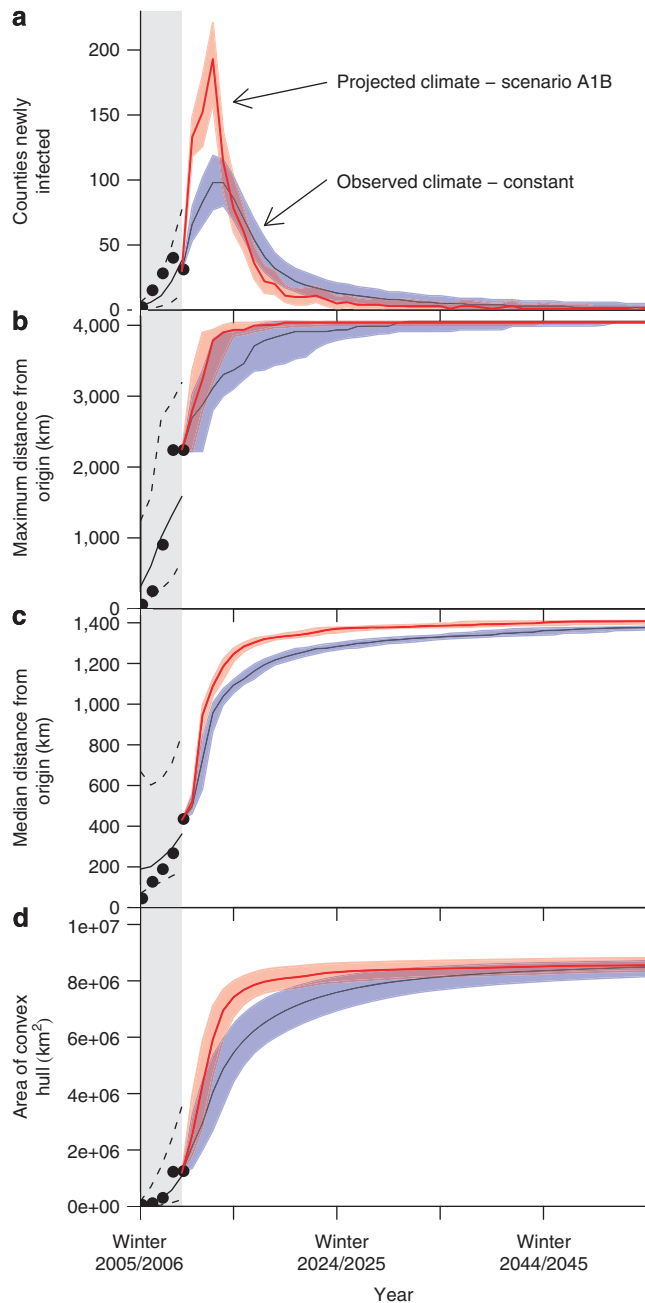 a
200
150
100
50
0
Counties newly
infected
Projected climate – scenario A1B
Observed climate – constant
b
4,000
3,000
2,000
1,000
0
Maximum distance from
origin (km)
c
1,400
1,200
1,000
800
600
400
200
0
Median distance from
origin (km)
d
1e+07
8e+06
6e+06
4e+06
2e+06
0e+00
Area of convex
hull (km²)
Winter
2005/2006
Winter
2024/2025
Winter
2044/2045
Year